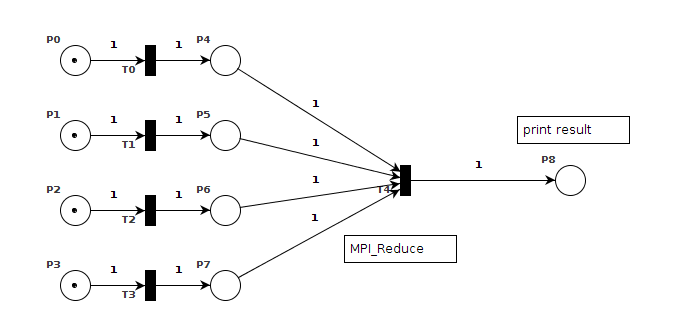 P0 1 1 P4
T0
1
P1 1 1 P5
T1
1
print result
P2 1 1 P6
T2
1
T4
1
P8
P3 1 1 P7
T3
1
MPI_Reduce